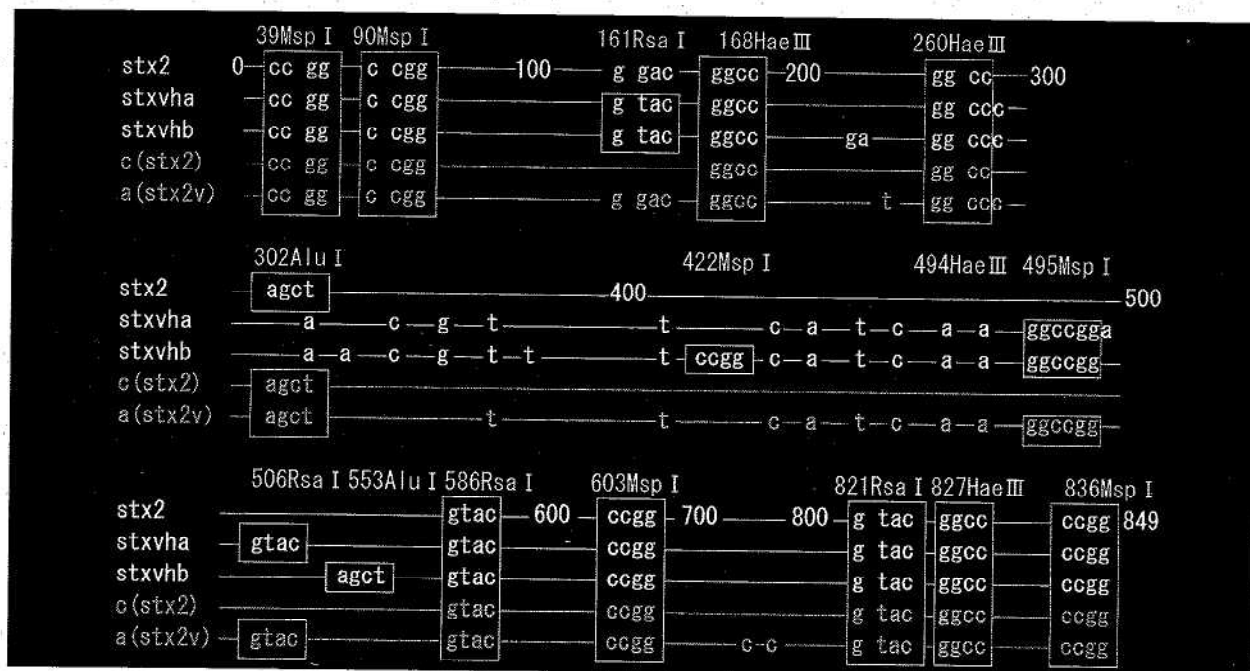 39Msp I 90Msp I 161Rsa I 168HaeⅢ 260HaeⅢ
stx2 0 cc gg c cgg 100 g gac ggcc 200 gg cc 300
stxvha cc gg c cgg g tac ggcc gg ccc
stxvhb cc gg c cgg g tac ggcc ga gg ccc
c(stx2) cc gg c cgg ggcc gg cc
a(stx2v) cc gg c cgg g gac ggcc t gg ccc
302Alu I 422Msp I 494HaeⅢ 495Msp I
stx2 agct 400 500
stxvha a c g t t c a t c a a ggccgga
stxvhb a a c g t t t ccgg c a t c a a ggccgg
c(stx2) agct
a(stx2v) agct t t c a t c a a ggccgg
506Rsa I 553Alu I 586Rsa I 603Msp I 821Rsa I 827HaeⅢ 836Msp I
stx2 gtac 600 ccgg 700 800 g tac ggcc ccgg 849
stxvha gtac gtac ccgg g tac ggcc ccgg
stxvhb agct gtac ccgg g tac ggcc ccgg
c(stx2) gtac ccgg g tac ggcc ccgg
a(stx2v) gtac gtac ccgg c-c g tac ggcc ccgg